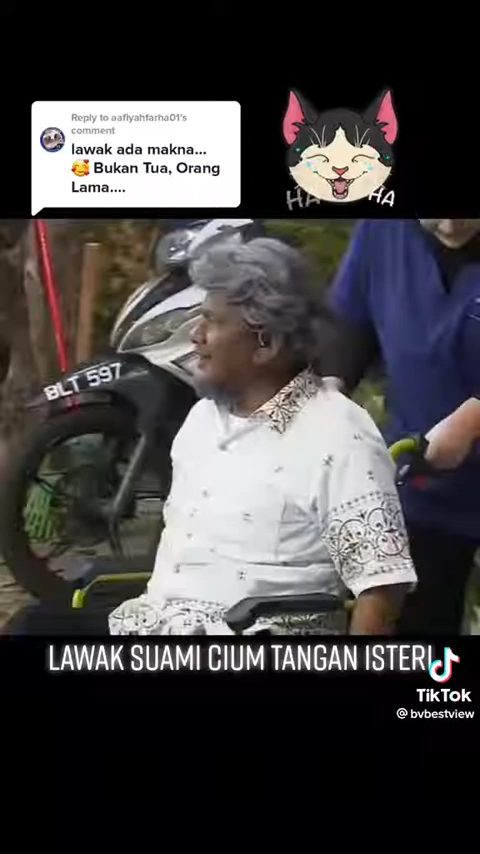 Reply to aafiyahfarha01's
comment
lawak ada makna...
🥰 Bukan Tua, Orang
Lama....
HA HA
BLT 597
LAWAK SUAMI CIUM TANGAN ISTERI
TikTok
@bvbestview